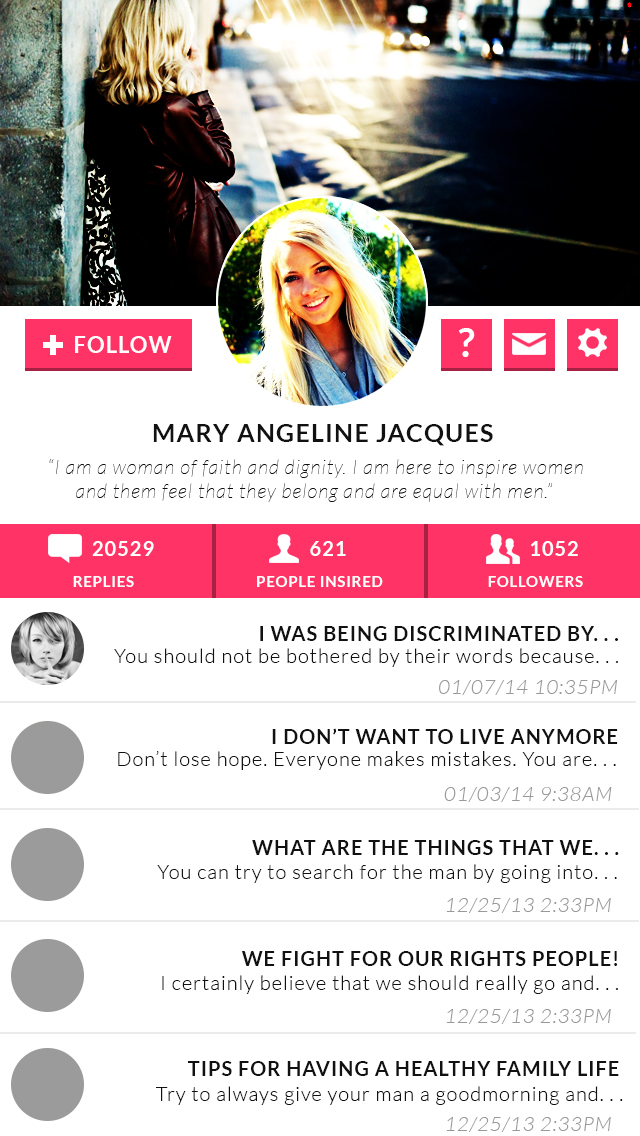 + FOLLOW
?
MARY ANGELINE JACQUES
“I am a woman of faith and dignity. I am here to inspire women
and them feel that they belong and are equal with men.”
20529
REPLIES
621
PEOPLE INSIRED
1052
FOLLOWERS
I WAS BEING DISCRIMINATED BY. . .
You should not be bothered by their words because. . .
01/07/14 10:35PM
I DON’T WANT TO LIVE ANYMORE
Don’t lose hope. Everyone makes mistakes. You are. . .
01/03/14 9:38AM
WHAT ARE THE THINGS THAT WE. . .
You can try to search for the man by going into. . .
12/25/13 2:33PM
WE FIGHT FOR OUR RIGHTS PEOPLE!
I certainly believe that we should really go and. . .
12/25/13 2:33PM
TIPS FOR HAVING A HEALTHY FAMILY LIFE
Try to always give your man a goodmorning and. . .
12/25/13 2:33PM